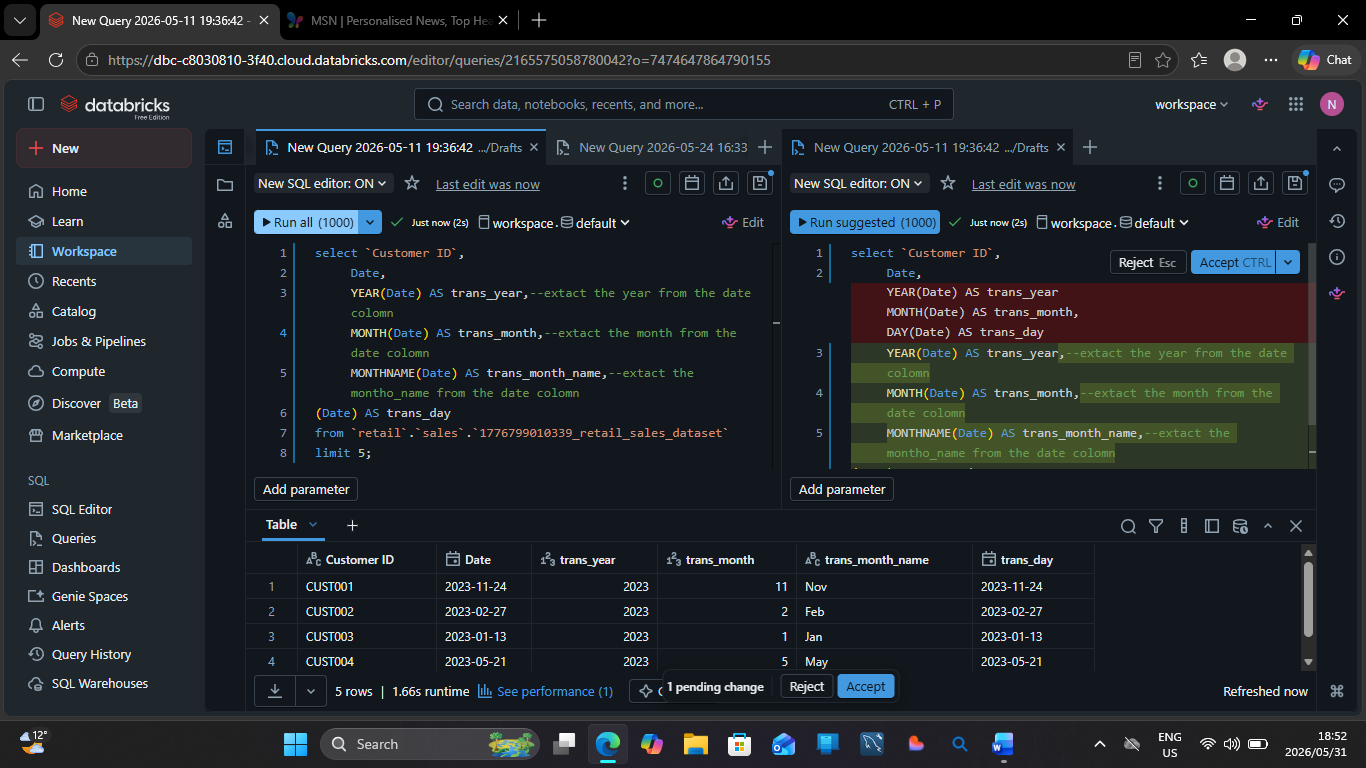 New Query 2026-05-11 19:36:42 -
MSN | Personalised News, Top Hea
https://dbc-c8030810-3f40.cloud.databricks.com/editor/queries/2165575058780042?o=7474647864790155
Chat
databricks
Free Edition
Search data, notebooks, recents, and more...
CTRL + P
workspace
N
New
Home
Learn
Workspace
Recents
Catalog
Jobs & Pipelines
Compute
Discover Beta
Marketplace
SQL
SQL Editor
Queries
Dashboards
Genie Spaces
Alerts
Query History
SQL Warehouses
New Query 2026-05-11 19:36:42 .../Drafts
New Query 2026-05-24 16:33
New SQL editor: ON
Last edit was now
Run all (1000)
Just now (2s)
workspace.
default
Edit
1 select `Customer ID`,
2 Date,
3 YEAR(Date) AS trans_year,--extact the year from the date
colomn
4 MONTH(Date) AS trans_month,--extact the month from the
date colomn
5 MONTHNAME(Date) AS trans_month_name,--extact the
montho_name from the date colomn
6 (Date) AS trans_day
7 from `retail`.`sales`.`1776799010339_retail_sales_dataset`
8 limit 5;
Add parameter
New Query 2026-05-11 19:36:42 .../Drafts
New SQL editor: ON
Last edit was now
Run suggested (1000)
Just now (2s)
workspace.
default
Edit
1 select `Customer ID`,
2 Date,
Reject Esc
Accept CTRL
YEAR(Date) AS trans_year
MONTH(Date) AS trans_month,
DAY(Date) AS trans_day
3 YEAR(Date) AS trans_year,--extact the year from the date
colomn
4 MONTH(Date) AS trans_month,--extact the month from the
date colomn
5 MONTHNAME(Date) AS trans_month_name,--extact the
montho_name from the date colomn
Add parameter
Table
Customer ID Date trans_year trans_month trans_month_name trans_day
1 CUST001 2023-11-24 2023 11 Nov 2023-11-24
2 CUST002 2023-02-27 2023 2 Feb 2023-02-27
3 CUST003 2023-01-13 2023 1 Jan 2023-01-13
4 CUST004 2023-05-21 2023 5 May 2023-05-21
5 rows | 1.66s runtime
See performance (1)
1 pending change
Reject
Accept
Refreshed now
12°
Search
ENG
US
18:52
2026/05/31